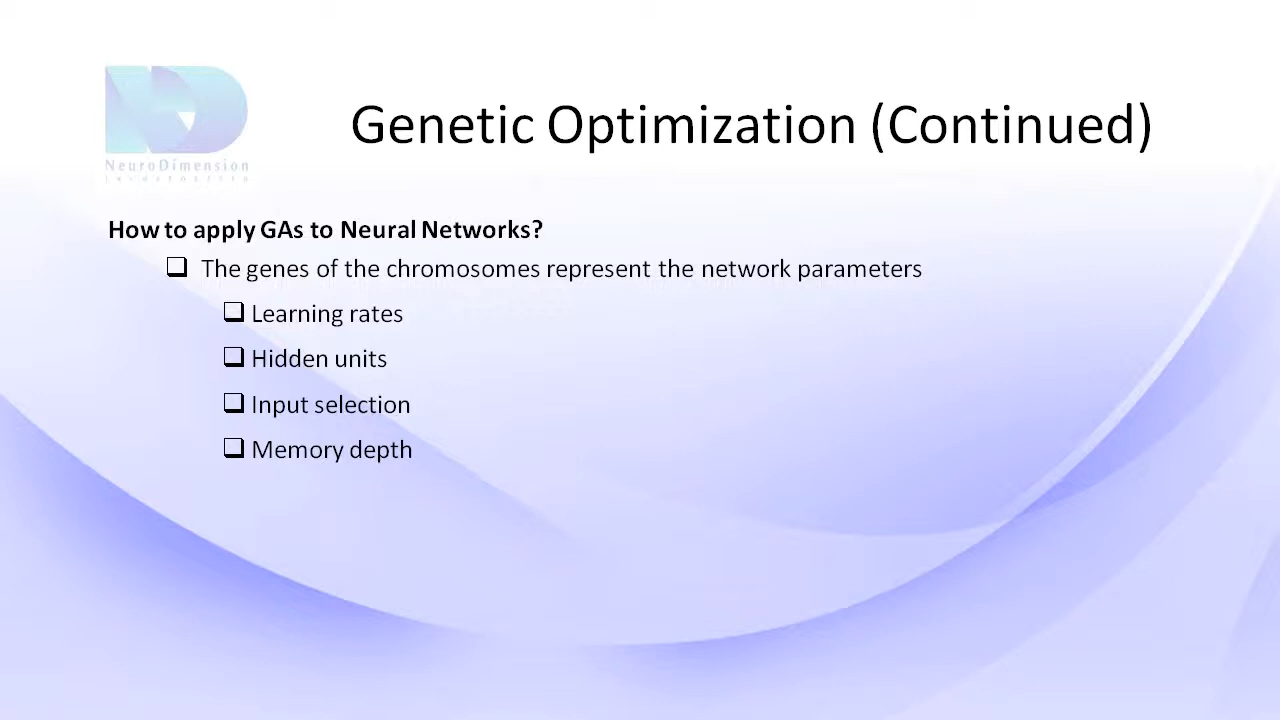 Genetic Optimization (Continued)
NeuroDimension
Incorporated
How to apply GAs to Neural Networks?
The genes of the chromosomes represent the network parameters
Learning rates
Hidden units
Input selection
Memory depth